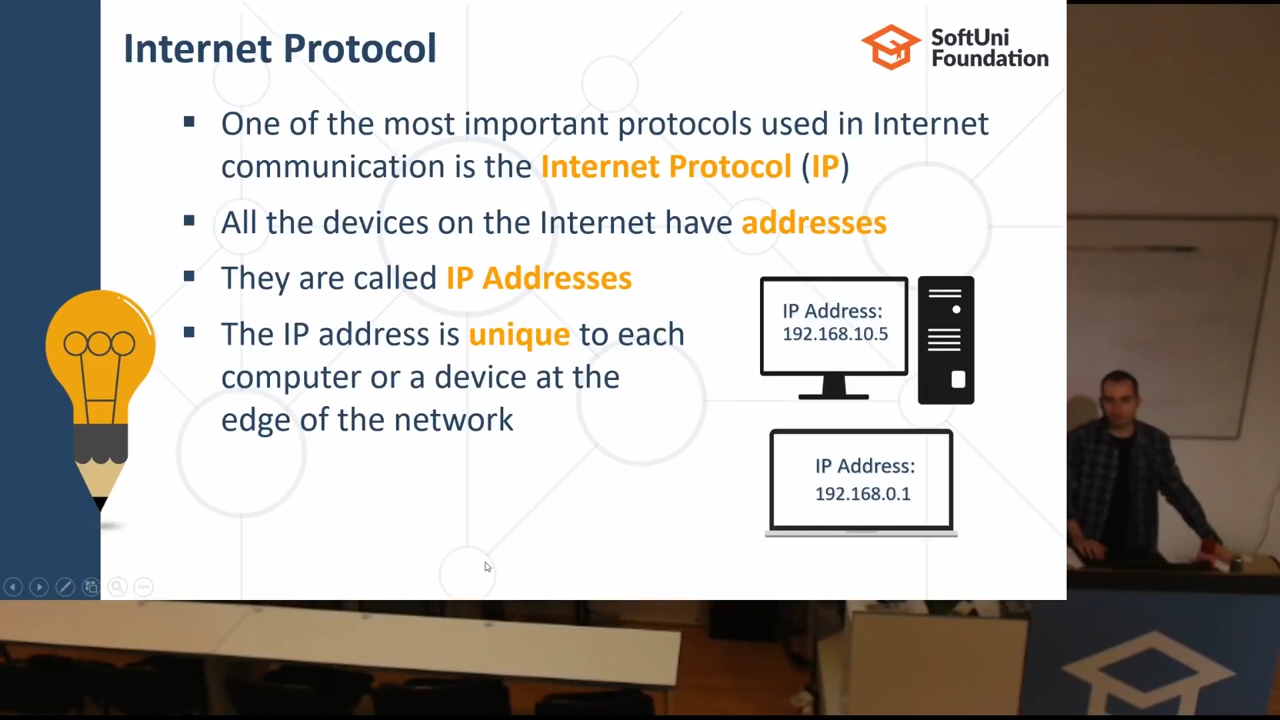 Internet Protocol
SoftUni
Foundation
▪ One of the most important protocols used in Internet
communication is the Internet Protocol (IP)
▪ All the devices on the Internet have addresses
▪ They are called IP Addresses
▪ The IP address is unique to each
computer or a device at the
edge of the network
IP Address:
192.168.10.5
IP Address:
192.168.0.1